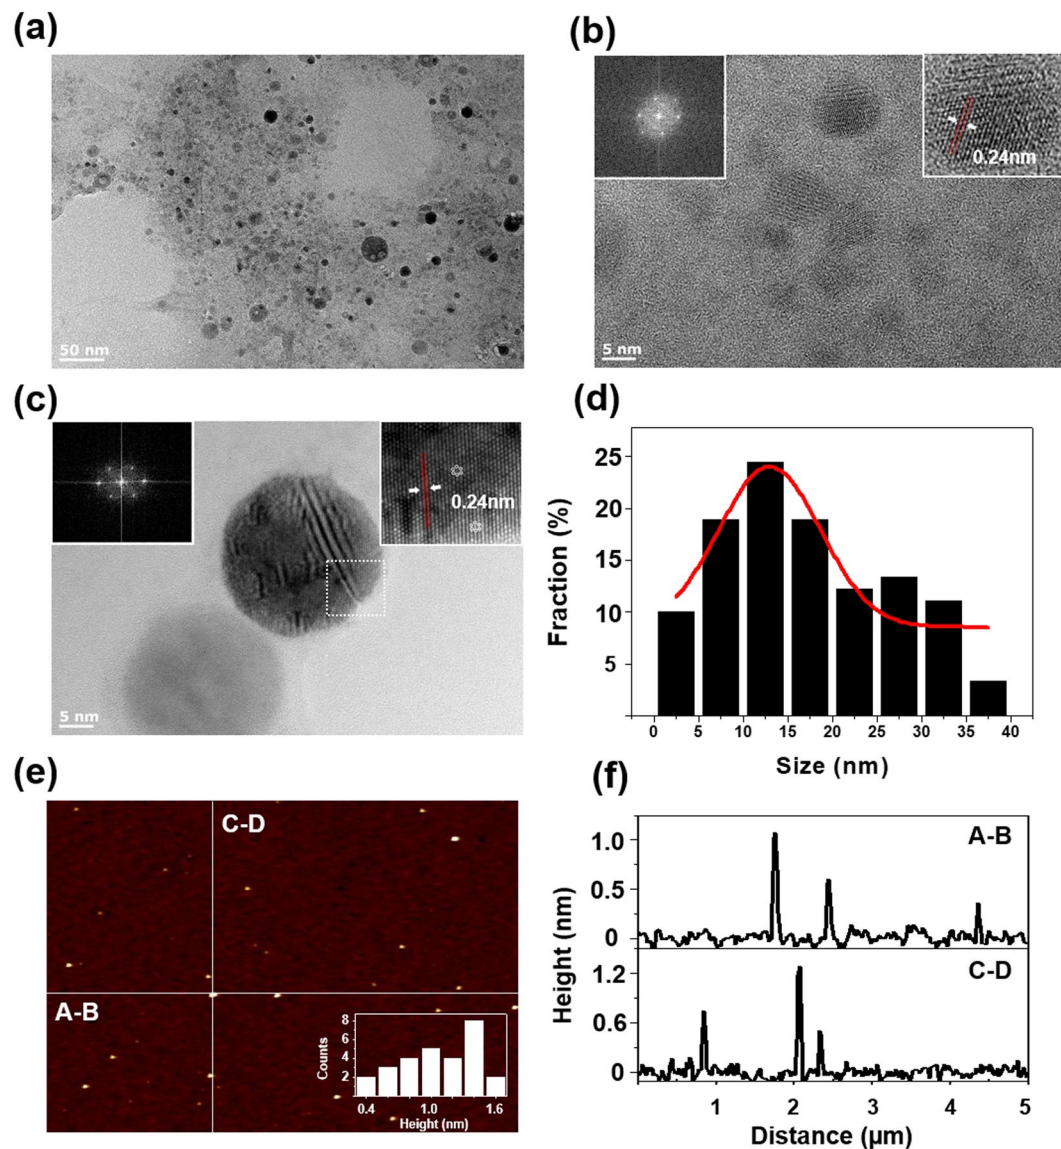 (a)
50 nm
(b)
0.24nm
5 nm
(c)
0.24nm
5 nm
(d)
Fraction (%)
25
20
15
10
5
0 5 10 15 20 25 30 35 40
Size (nm)
(e)
C-D
A-B
Counts
8
6
4
2
0.4 1.0 1.6
Height (nm)
(f)
Height (nm)
A-B
1.0
0.5
0
C-D
1.2
0.6
0
1 2 3 4 5
Distance (µm)